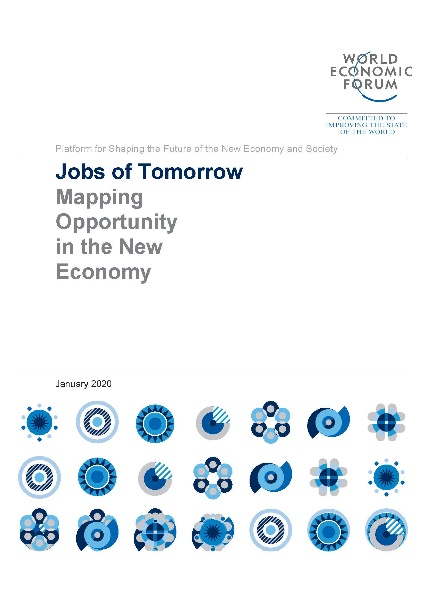 WORLD
ECONOMIC
FORUM
COMMITTED TO
IMPROVING THE STATE
OF THE WORLD
Platform for Shaping the Future of the New Economy and Society
Jobs of Tomorrow
Mapping
Opportunity
in the New
Economy
January 2020